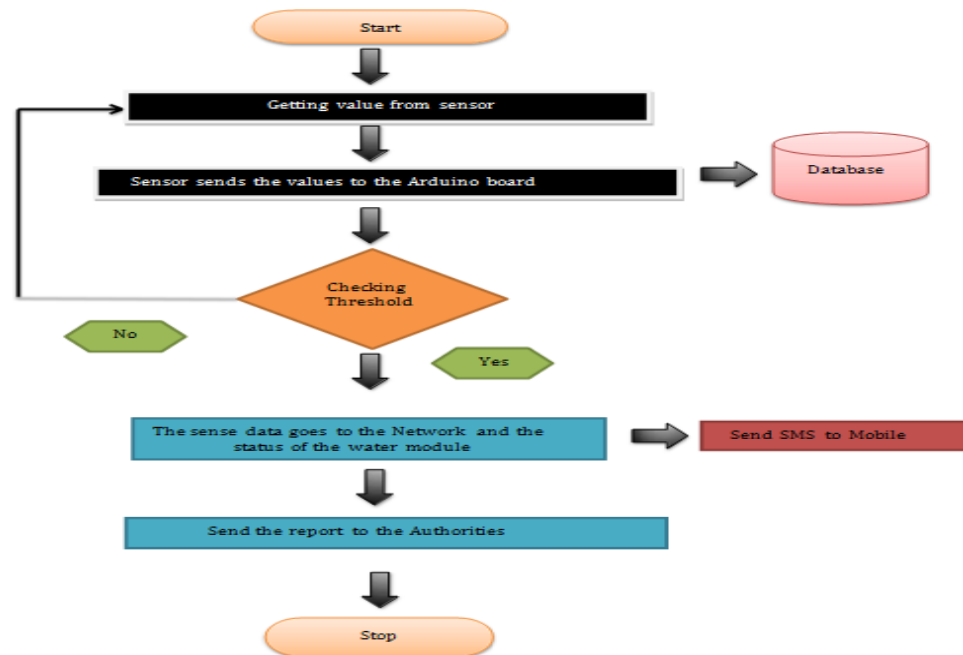 Start
Getting value from sensor
Sensor sends the values to the Arduino board
Database
Checking
Threshold
No
Yes
The sense data goes to the Network and the
status of the water module
Send SMS to Mobile
Send the report to the Authorities
Stop